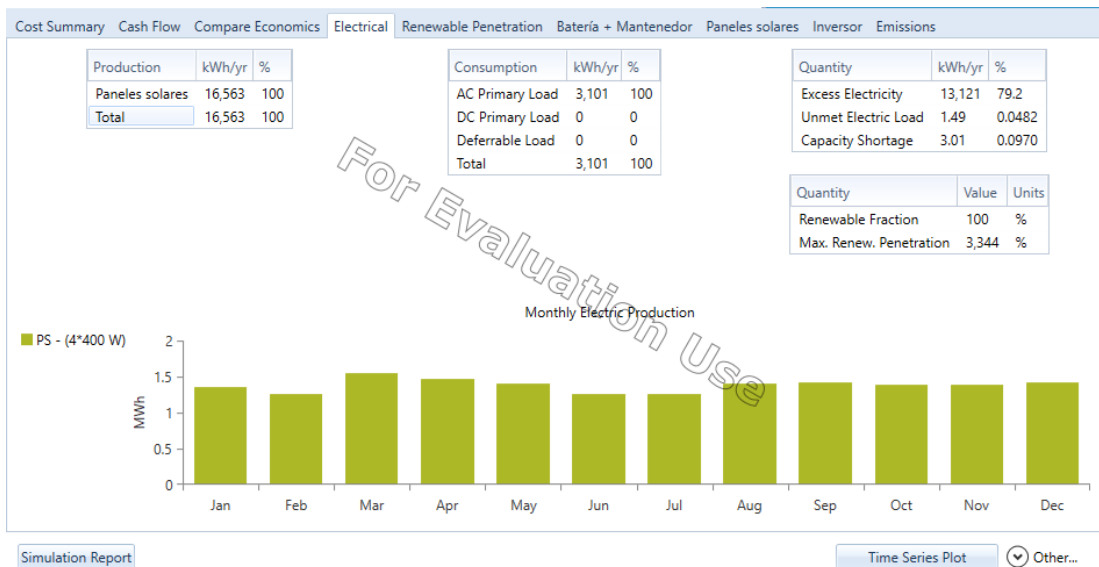 Cost Summary Cash Flow Compare Economics Electrical Renewable Penetration Batería + Mantenedor Paneles solares Inversor Emissions
Production kWh/yr %
Paneles solares 16,563 100
Total 16,563 100
Consumption kWh/yr %
AC Primary Load 3,101 100
DC Primary Load 0 0
Deferrable Load 0 0
Total 3,101 100
Quantity kWh/yr %
Excess Electricity 13,121 79.2
Unmet Electric Load 1.49 0.0482
Capacity Shortage 3.01 0.0970
Quantity Value Units
Renewable Fraction 100 %
Max. Renew. Penetration 3,344 %
For Evaluation Use
Monthly Electric Production
PS - (4*400 W)
MWh
2
1.5
1
0.5
0
Jan Feb Mar Apr May Jun Jul Aug Sep Oct Nov Dec
Simulation Report
Time Series Plot
Other...